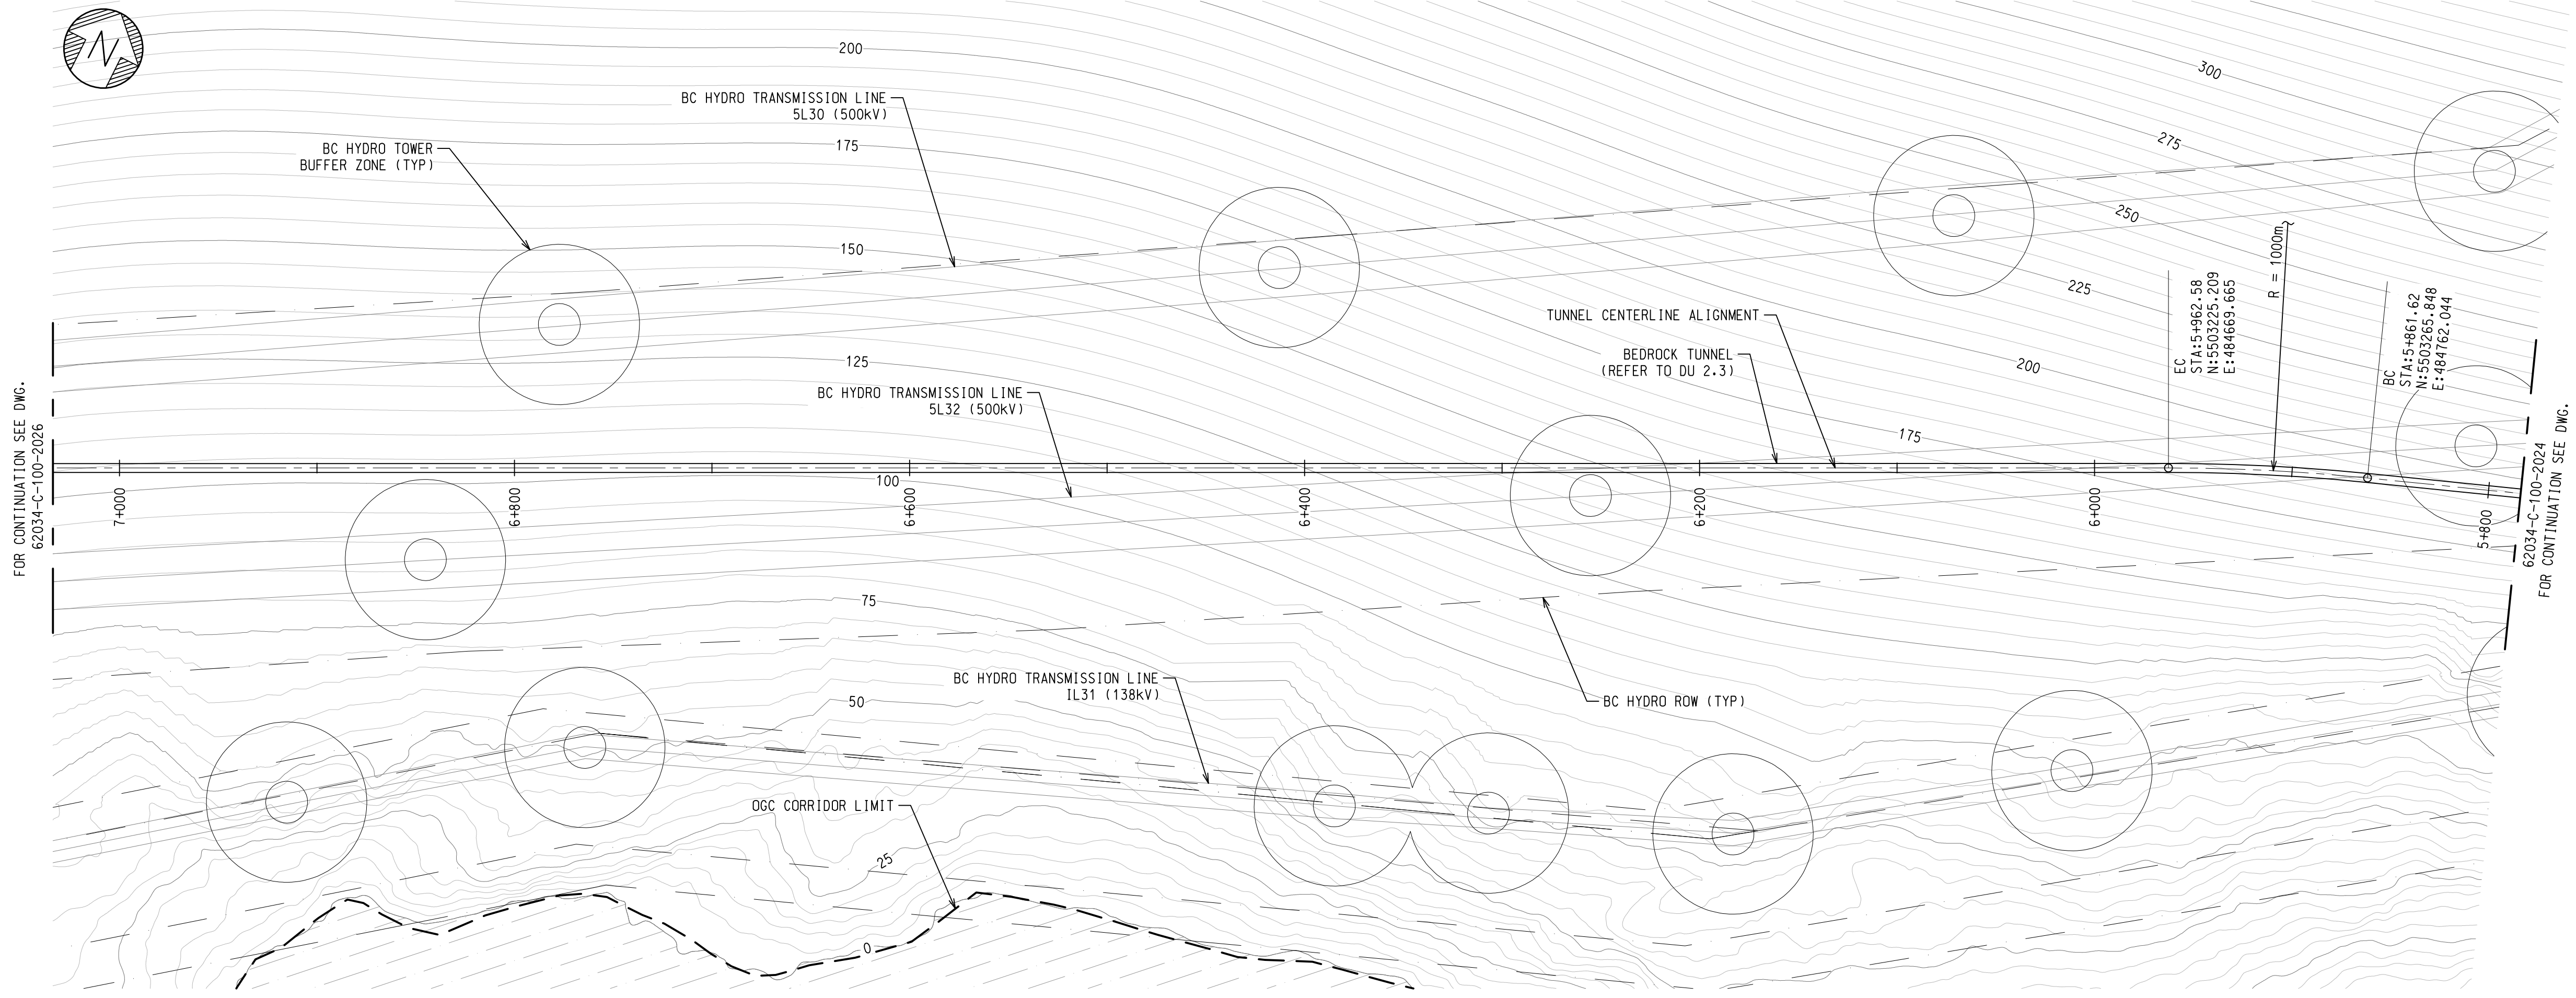 N
200
300
BC HYDRO TRANSMISSION LINE
5L30 (500kV)
175
275
BC HYDRO TOWER
BUFFER ZONE (TYP)
150
250
225
R = 1000m
EC
STA:5+962.58
N:5503225.209
E:484669.665
BC
STA:5+861.62
N:5503265.848
E:484762.044
TUNNEL CENTERLINE ALIGNMENT
BEDROCK TUNNEL
(REFER TO DU 2.3)
125
200
BC HYDRO TRANSMISSION LINE
5L32 (500kV)
175
FOR CONTINUATION SEE DWG.
62034-C-100-2026
100
7+000
6+800
6+600
6+400
6+200
6+000
5+800
62034-C-100-2024
FOR CONTINUATION SEE DWG.
75
BC HYDRO TRANSMISSION LINE
IL31 (138kV)
50
BC HYDRO ROW (TYP)
OGC CORRIDOR LIMIT
25
0